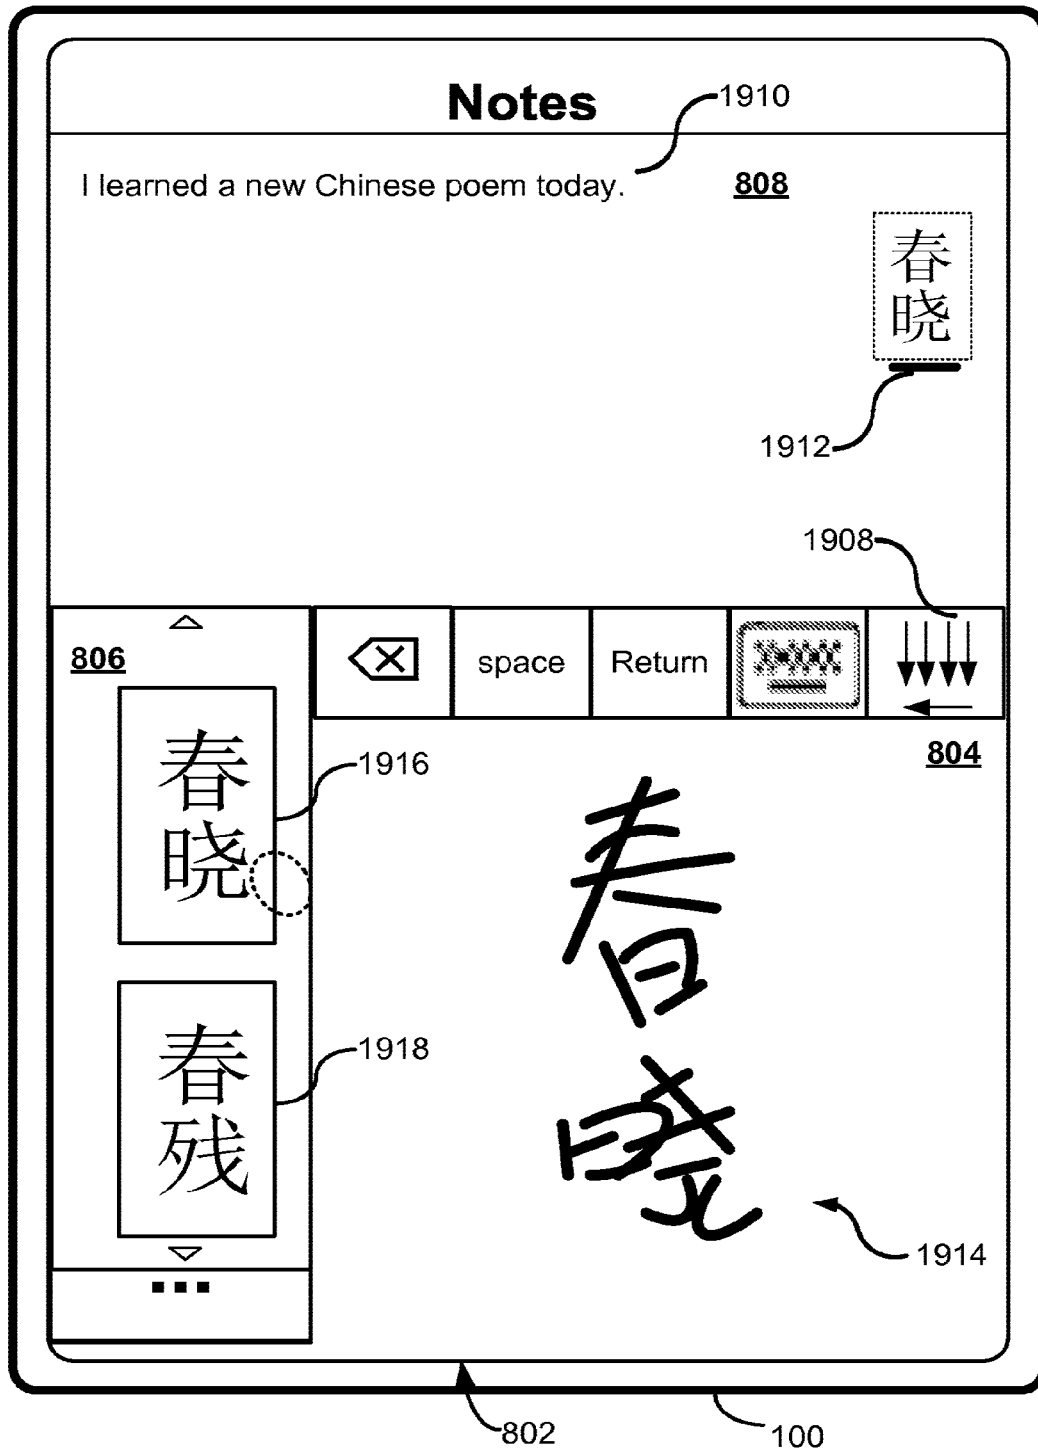 Notes
1910
I learned a new Chinese poem today.
808
春
晓
1912
1908
806
space
Return
804
春
晓
1916
春
晓
春
残
1918
1914
802
100